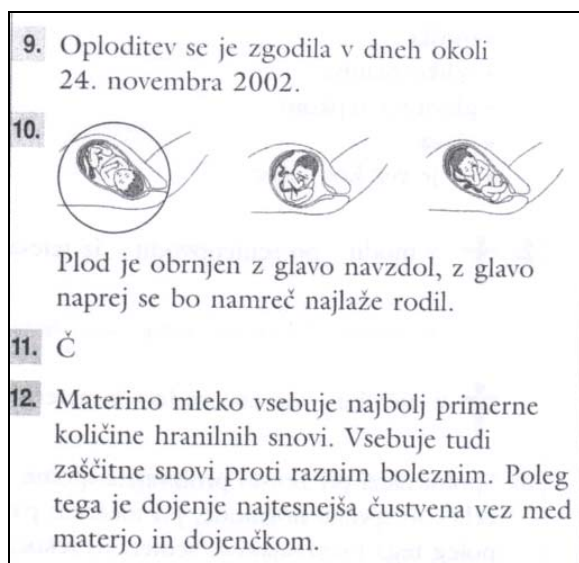 9. Oploditev se je zgodila v dneh okoli
24. novembra 2002.
10.
Plod je obrnjen z glavo navzdol, z glavo
naprej se bo namreč najlaže rodil.
11. Č
12. Materino mleko vsebuje najbolj primerne
količine hranilnih snovi. Vsebuje tudi
zaščitne snovi proti raznim boleznim. Poleg
tega je dojenje najtesnejša čustvena vez med
materjo in dojenčkom.